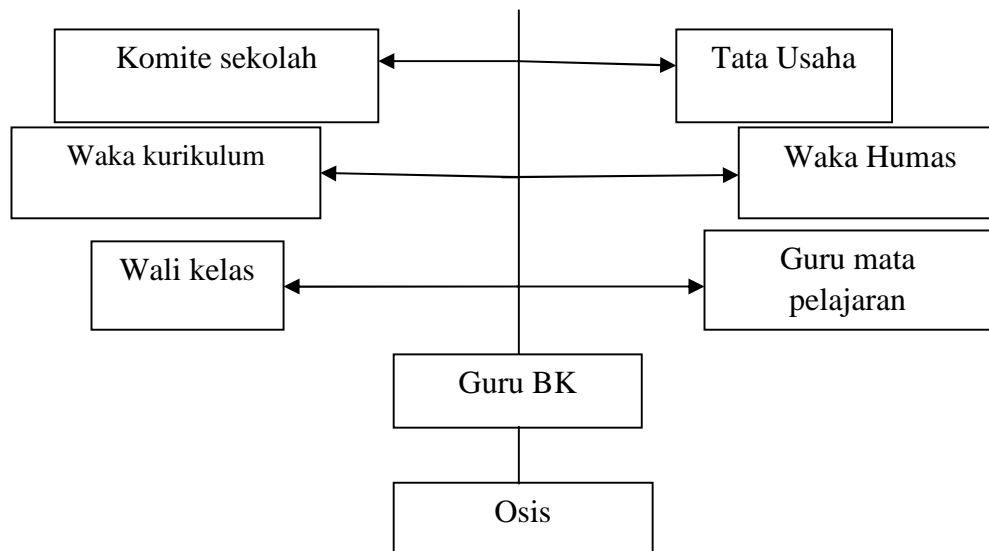 Komite sekolah
Tata Usaha
Waka kurikulum
Waka Humas
Wali kelas
Guru mata
pelajaran
Guru BK
Osis